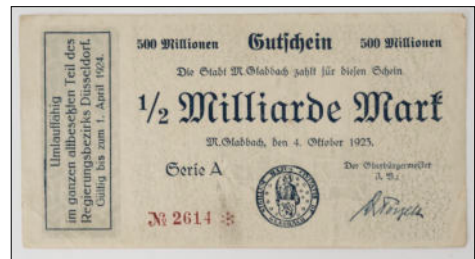 Umlauffähig
im ganzen altbesetzten Teil des
Regierungsbezirks Düsseldorf.
Gültig bis zum 1. April 1924.
500 Millionen Gutschein 500 Millionen
Die Stadt M.Gladbach zahlt für diesen Schein
1/2 Milliarde Mark
M.Gladbach, den 4. Oktober 1923.
Serie A
Der Oberbürgermeister
J. V.:
№ 2614 ✻